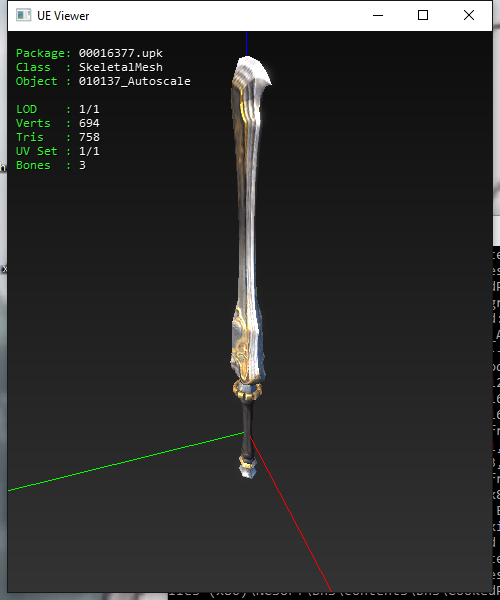 UE Viewer
Package: 00016377.upk
Class : SkeletalMesh
Object : 010137_Autoscale
LOD : 1/1
Verts : 694
Tris : 758
UV Set : 1/1
Bones : 3